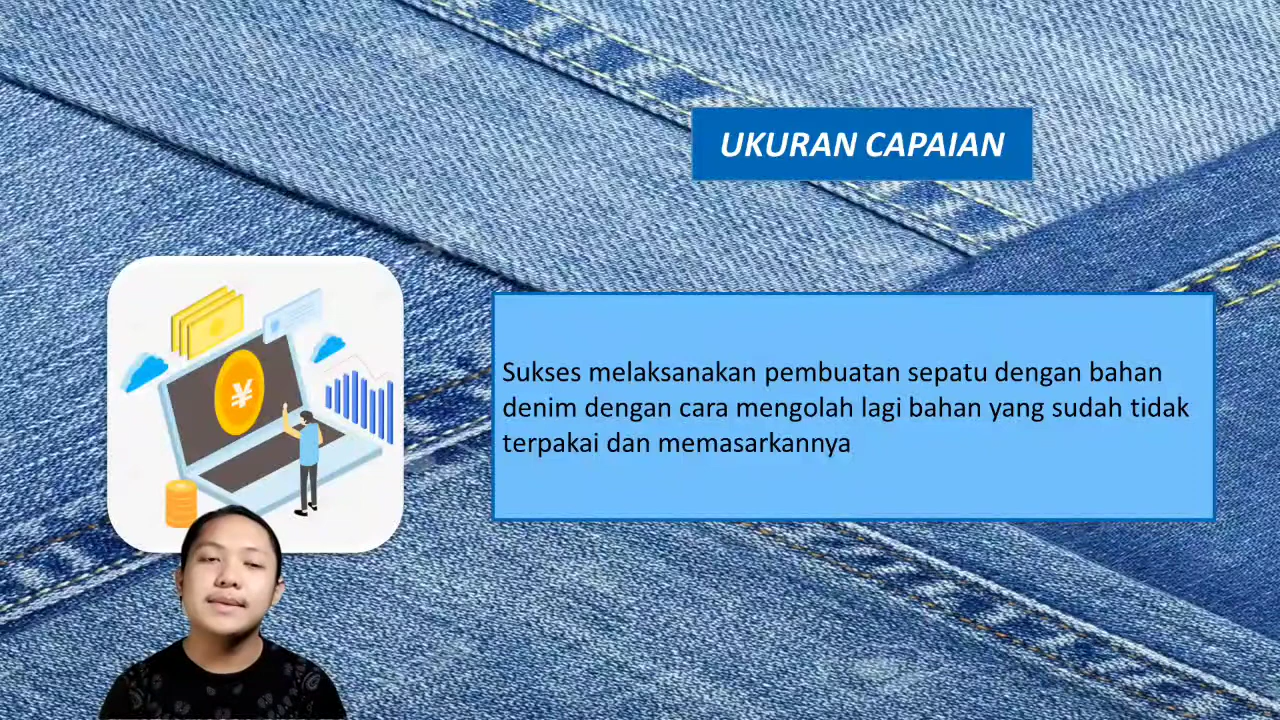 UKURAN CAPAIAN
¥
Sukses melaksanakan pembuatan sepatu dengan bahan
denim dengan cara mengolah lagi bahan yang sudah tidak
terpakai dan memasarkannya